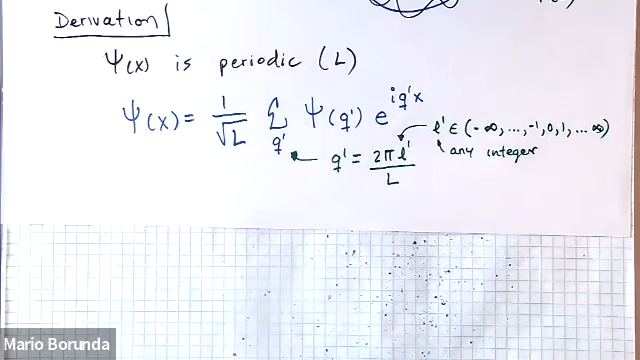 Derivation
Ψ(x) is periodic (L)
Ψ(x) = 1/√L Σ_q' Ψ(q') e^{iq'x}
q' = 2πl'/L
l' ∈ (-∞, ..., -1, 0, 1, ... ∞)
any integer
Mario Borunda